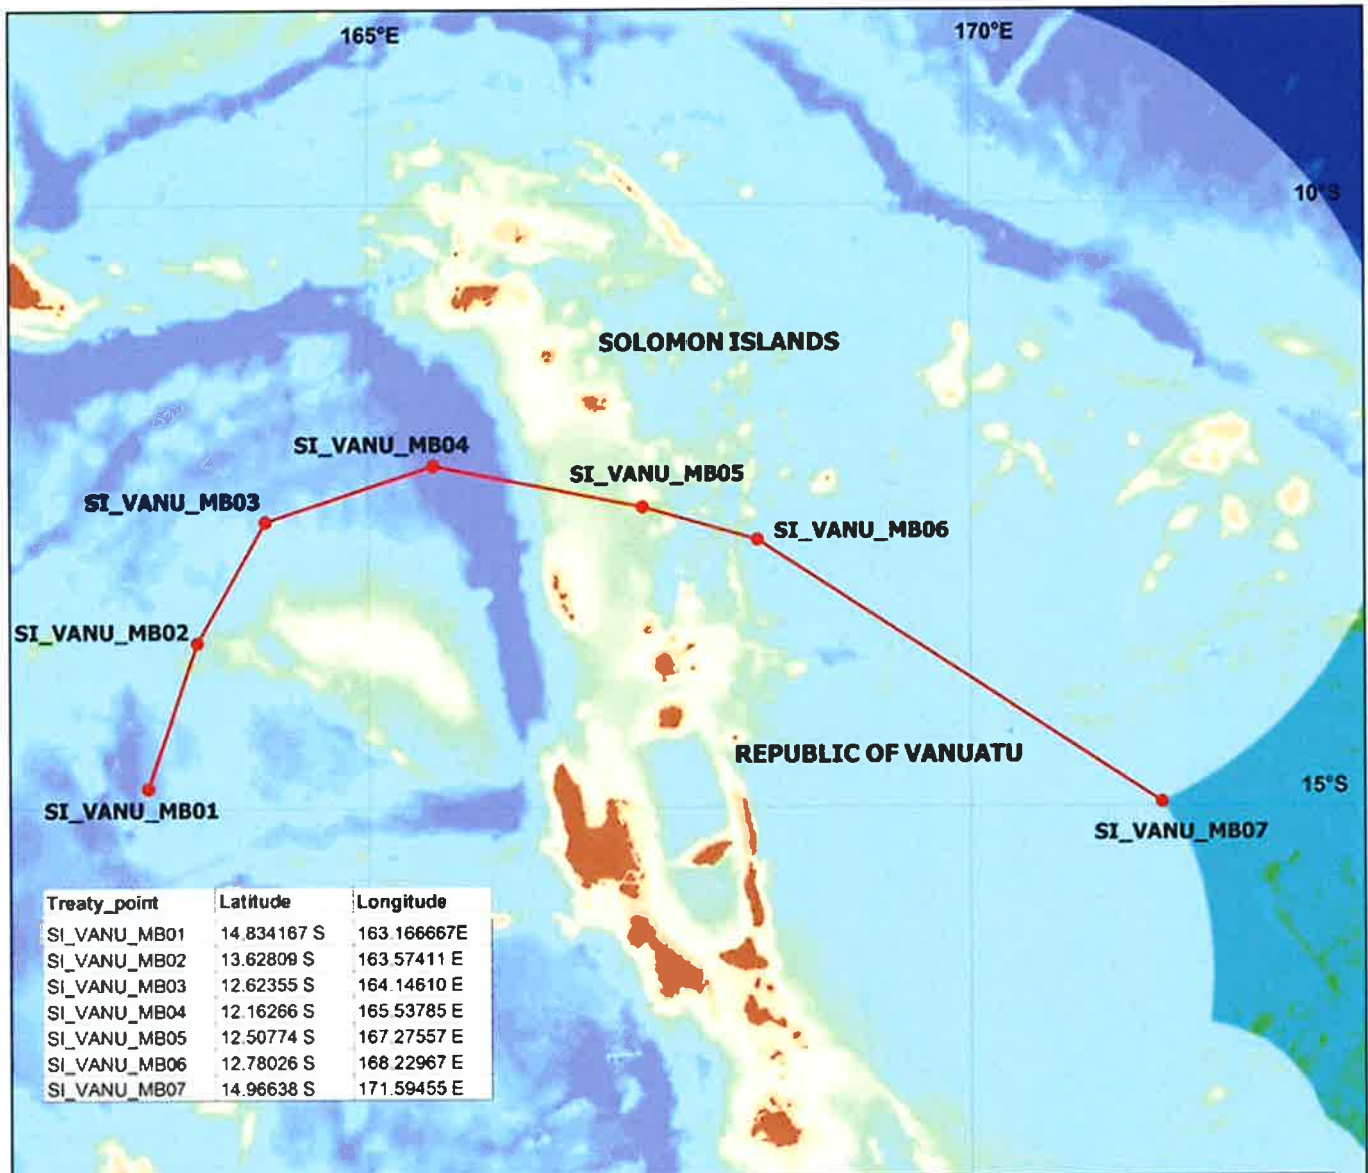 165°E
170°E
10°S
SOLOMON ISLANDS
SI_VANU_MB04
SI_VANU_MB05
SI_VANU_MB03
SI_VANU_MB06
SI_VANU_MB02
REPUBLIC OF VANUATU
15°S
SI_VANU_MB01
SI_VANU_MB07
Treaty_point Latitude Longitude
SI_VANU_MB01 14.834167 S 163.166667E
SI_VANU_MB02 13.62809 S 163.57411 E
SI_VANU_MB03 12.62355 S 164.14610 E
SI_VANU_MB04 12.16266 S 165.53785 E
SI_VANU_MB05 12.50774 S 167.27557 E
SI_VANU_MB06 12.78026 S 168.22967 E
SI_VANU_MB07 14.96638 S 171.59455 E